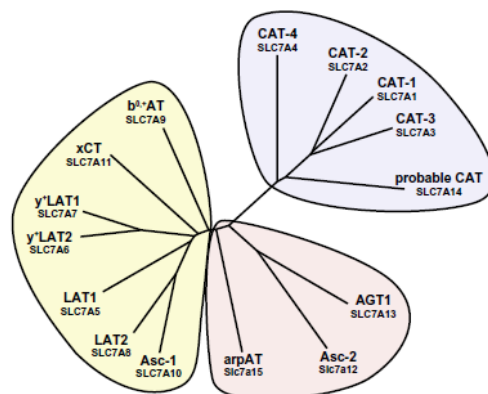 CAT-4
SLC7A4
CAT-2
SLC7A2
CAT-1
SLC7A1
CAT-3
SLC7A3
probable CAT
SLC7A14
b⁰,⁺AT
SLC7A9
xCT
SLC7A11
y⁺LAT1
SLC7A7
y⁺LAT2
SLC7A6
LAT1
SLC7A5
LAT2
SLC7A8
Asc-1
SLC7A10
arpAT
Slc7a15
Asc-2
Slc7a12
AGT1
SLC7A13